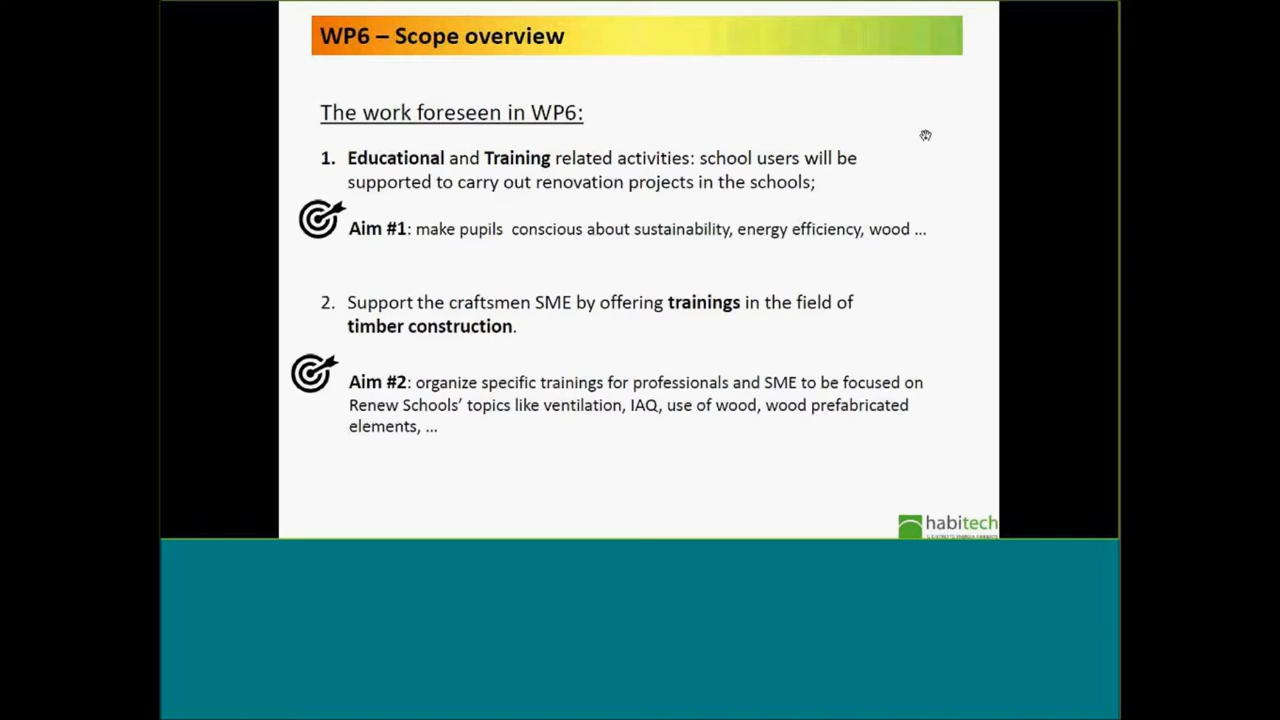 WP6 – Scope overview
The work foreseen in WP6:
1. Educational and Training related activities: school users will be
supported to carry out renovation projects in the schools;
Aim #1: make pupils conscious about sustainability, energy efficiency, wood ...
2. Support the craftsmen SME by offering trainings in the field of
timber construction.
Aim #2: organize specific trainings for professionals and SME to be focused on
Renew Schools’ topics like ventilation, IAQ, use of wood, wood prefabricated
elements, ...
habitech